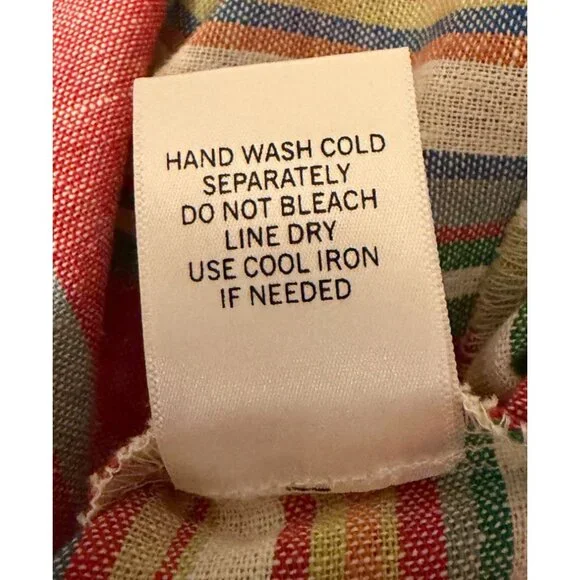 HAND WASH COLD
SEPARATELY
DO NOT BLEACH
LINE DRY
USE COOL IRON
IF NEEDED